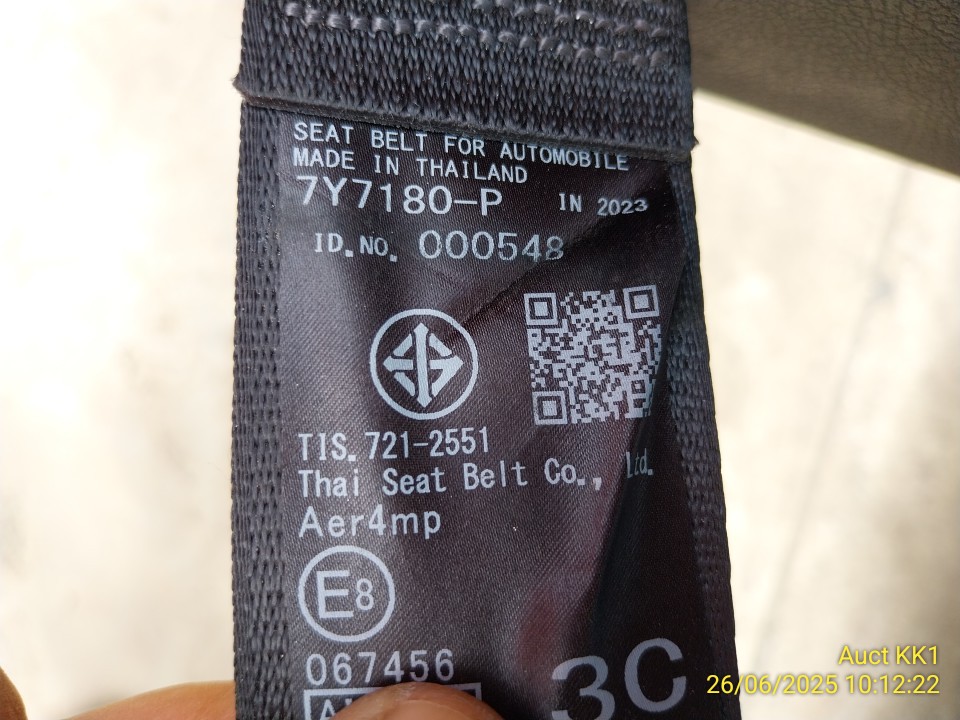 SEAT BELT FOR AUTOMOBILE
MADE IN THAILAND
7Y7180-P IN 2023
ID.NO. 000548
TIS.721-2551
Thai Seat Belt Co., Ltd.
Aer4mp
E8
067456
3C
Auct KK1
26/06/2025 10:12:22